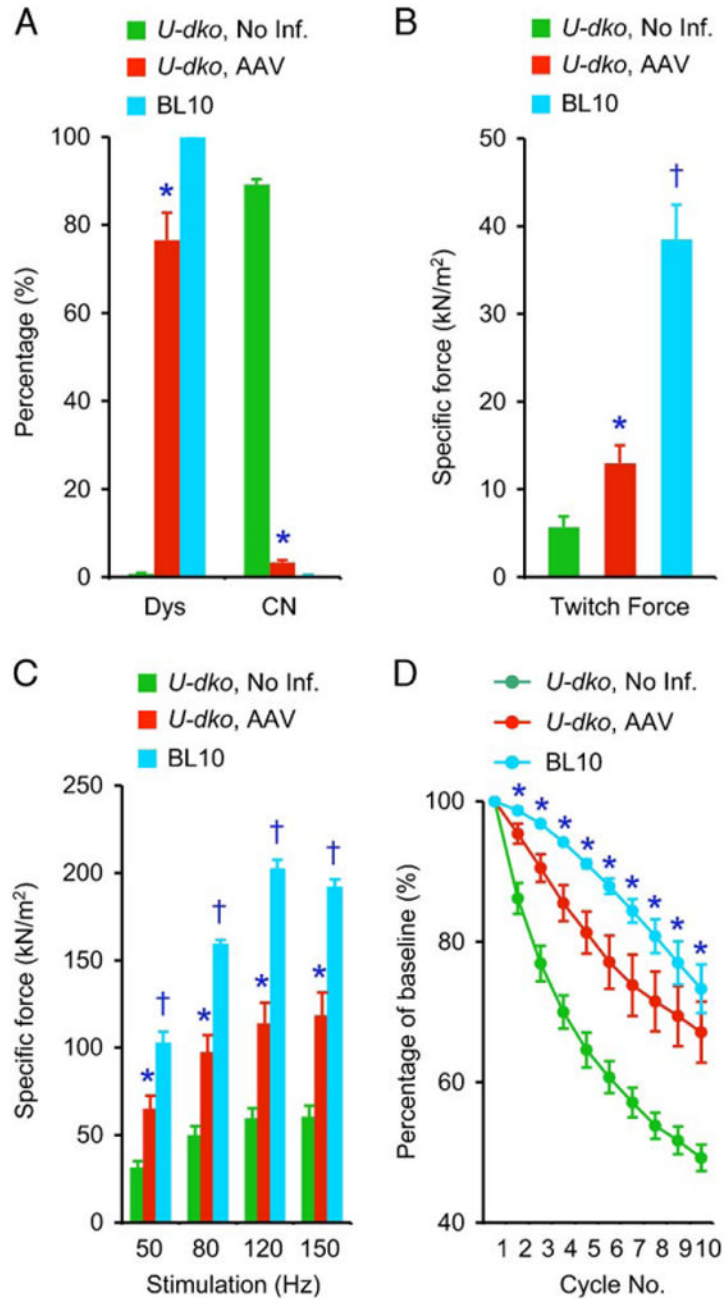 A
U-dko, No Inf.
U-dko, AAV
BL10
Percentage (%)
100
80
60
40
20
0
*
*
Dys CN
B
U-dko, No Inf.
U-dko, AAV
BL10
Specific force (kN/m²)
50
40
30
20
10
0
*
†
Twitch Force
C
U-dko, No Inf.
U-dko, AAV
BL10
Specific force (kN/m²)
250
200
150
100
50
0
* † * † * † * †
50 80 120 150
Stimulation (Hz)
D
U-dko, No Inf.
U-dko, AAV
BL10
Percentage of baseline (%)
100
80
60
40
* * * * * * * * *
1 2 3 4 5 6 7 8 9 10
Cycle No.